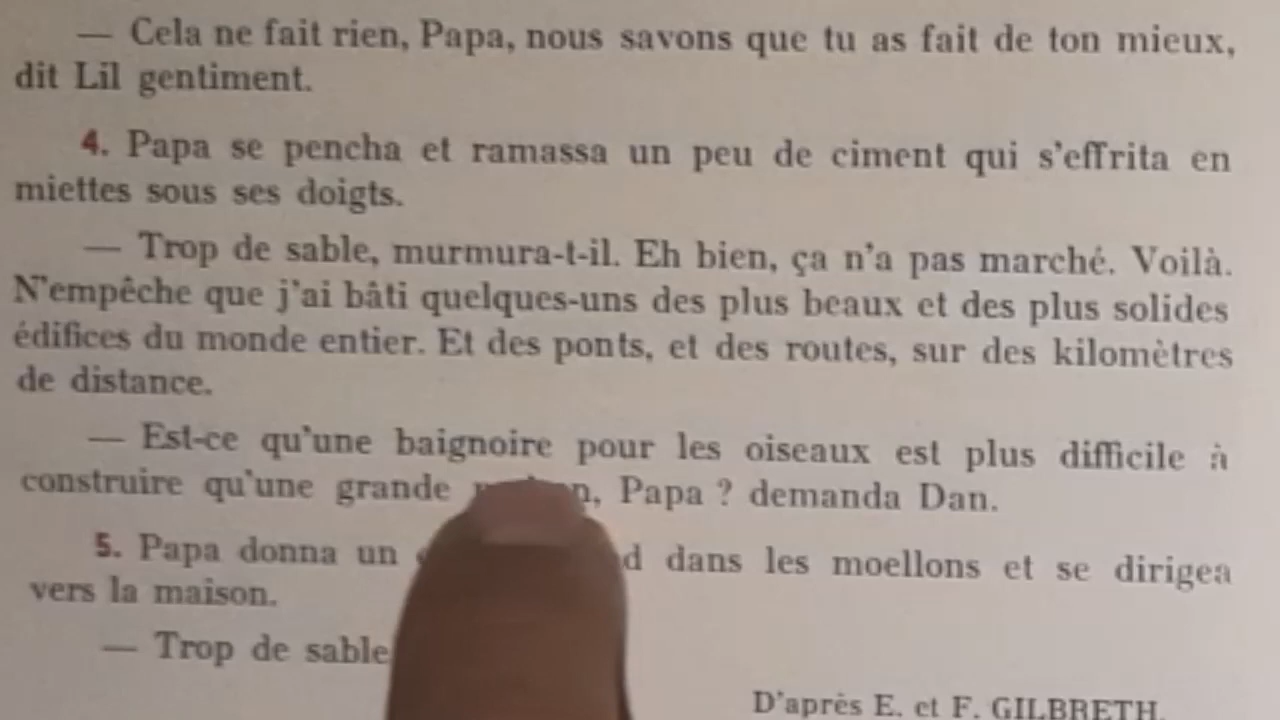 — Cela ne fait rien, Papa, nous savons que tu as fait de ton mieux,
dit Lil gentiment.
4. Papa se pencha et ramassa un peu de ciment qui s'effrita en
miettes sous ses doigts.
— Trop de sable, murmura-t-il. Eh bien, ça n'a pas marché. Voilà.
N'empêche que j'ai bâti quelques-uns des plus beaux et des plus solides
édifices du monde entier. Et des ponts, et des routes, sur des kilomètres
de distance.
— Est-ce qu'une baignoire pour les oiseaux est plus difficile à
construire qu'une grande Papa ? demanda Dan.
5. Papa donna un dans les moellons et se dirigea
vers la maison.
— Trop de sable
D'après E. et F. GILBRETH.